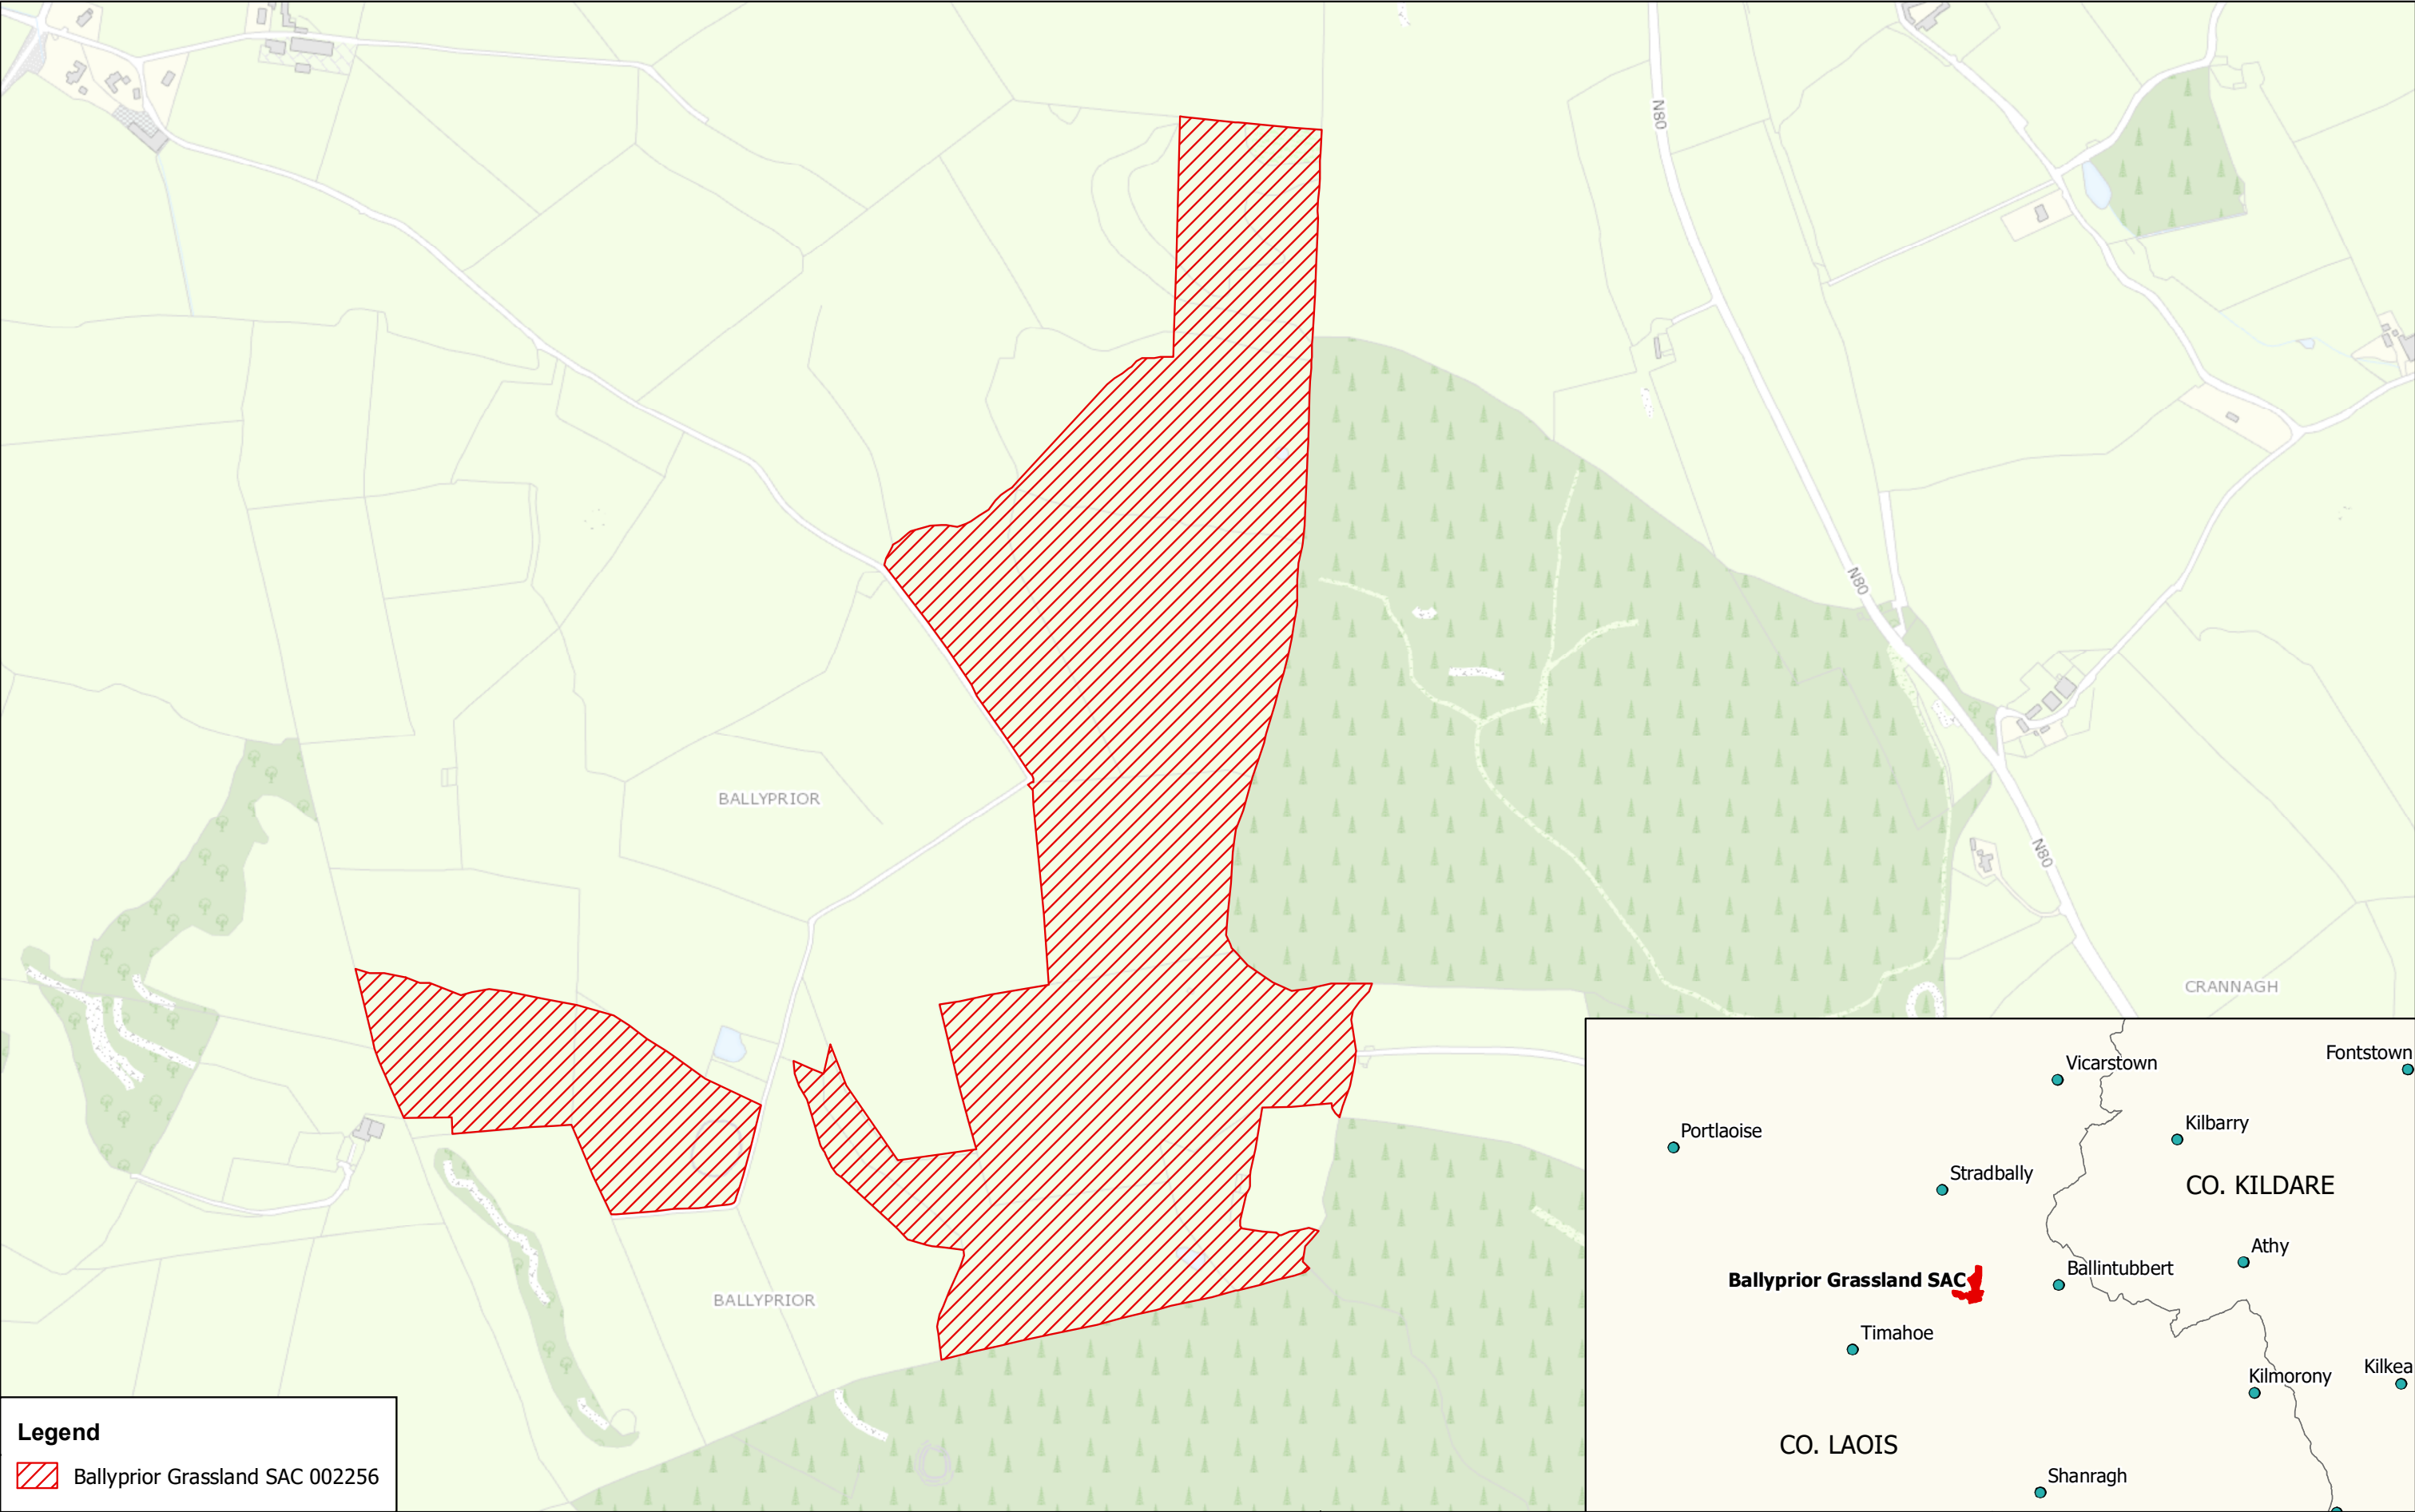 N80
N80
BALLYPRIOR
N80
CRANNAGH
BALLYPRIOR
Vicarstown
Fontstown
Portlaoise
Kilbarry
Stradbally
CO. KILDARE
Athy
Ballyprior Grassland SAC
Ballintubbert
Timahoe
Kilkea
Kilmorony
CO. LAOIS
Shanragh
Legend
Ballyprior Grassland SAC 002256